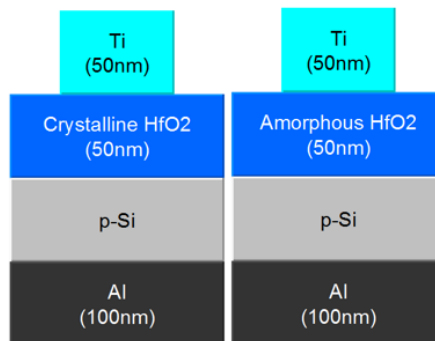 Ti
(50nm)
Crystalline HfO2
(50nm)
p-Si
Al
(100nm)
Ti
(50nm)
Amorphous HfO2
(50nm)
p-Si
Al
(100nm)